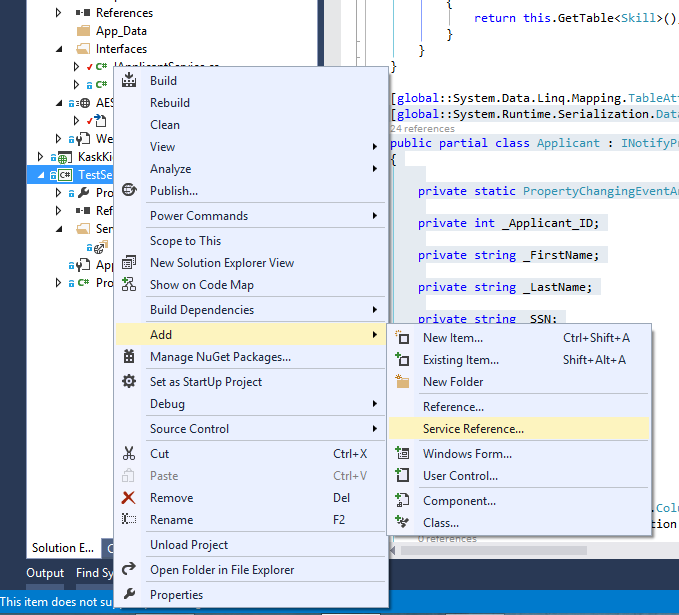 References
App_Data
Interfaces
C#
C#
AES
We
KaskKi
C# TestSe
Pro
Ref
Ser
App
C# Pro
Solution E...
Output Find Sy
This item does not su
Build
Rebuild
Clean
View
Analyze
Publish...
Power Commands
Scope to This
New Solution Explorer View
Show on Code Map
Build Dependencies
Add
Manage NuGet Packages...
Set as StartUp Project
Debug
Source Control
Cut Ctrl+X
Paste Ctrl+V
Remove Del
Rename F2
Unload Project
Open Folder in File Explorer
Properties
New Item... Ctrl+Shift+A
Existing Item... Shift+Alt+A
New Folder
Reference...
Service Reference...
Windows Form...
User Control...
Component...
Class...
{
return this.GetTable<Skill>()
}
}
}
[global::System.Data.Linq.Mapping.TableAt
[global::System.Runtime.Serialization.Data
24 references
public partial class Applicant : INotifyPr
{
private static PropertyChangingEventAr
private int _Applicant_ID;
private string _FirstName;
private string _LastName;
private string _SSN;
.Colu
tion
0 references